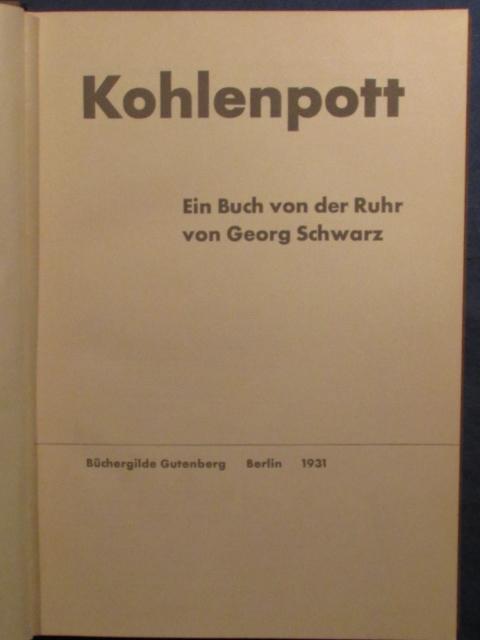 Kohlenpott
Ein Buch von der Ruhr
von Georg Schwarz
Büchergilde Gutenberg Berlin 1931